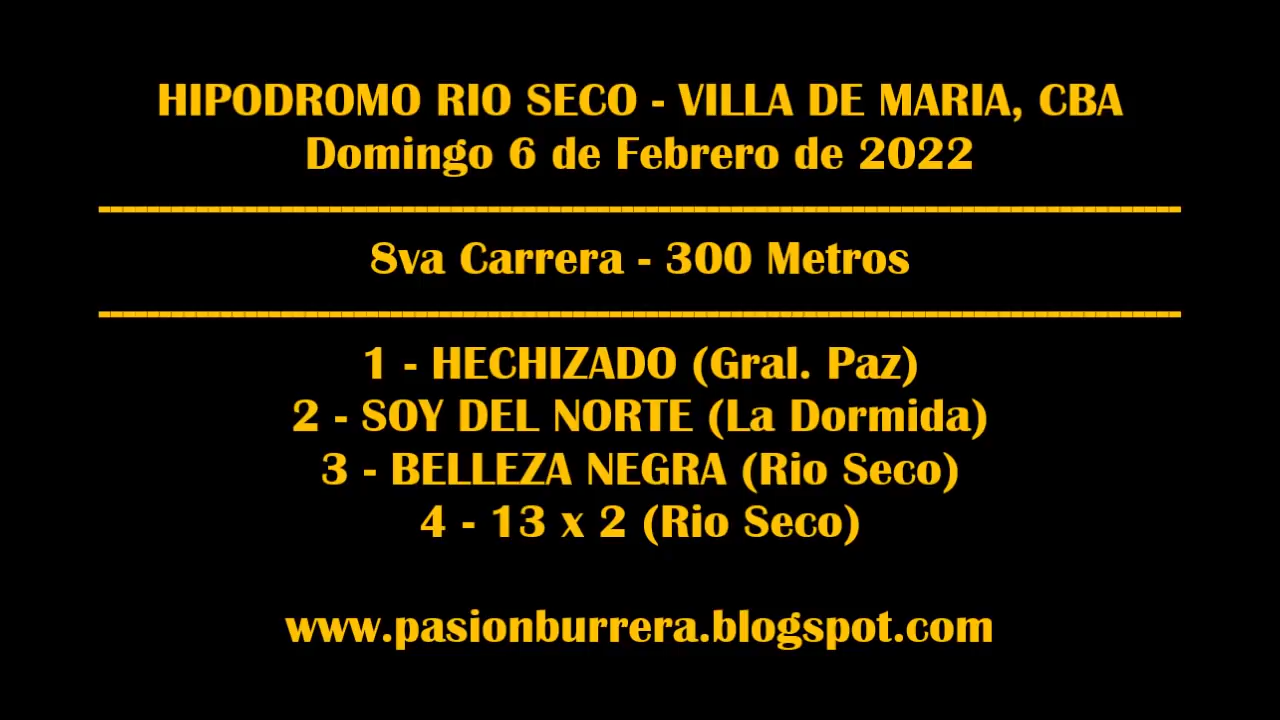 HIPODROMO RIO SECO - VILLA DE MARIA, CBA
Domingo 6 de Febrero de 2022
8va Carrera - 300 Metros
1 - HECHIZADO (Gral. Paz)
2 - SOY DEL NORTE (La Dormida)
3 - BELLEZA NEGRA (Rio Seco)
4 - 13 x 2 (Rio Seco)
www.pasionburrera.blogspot.com